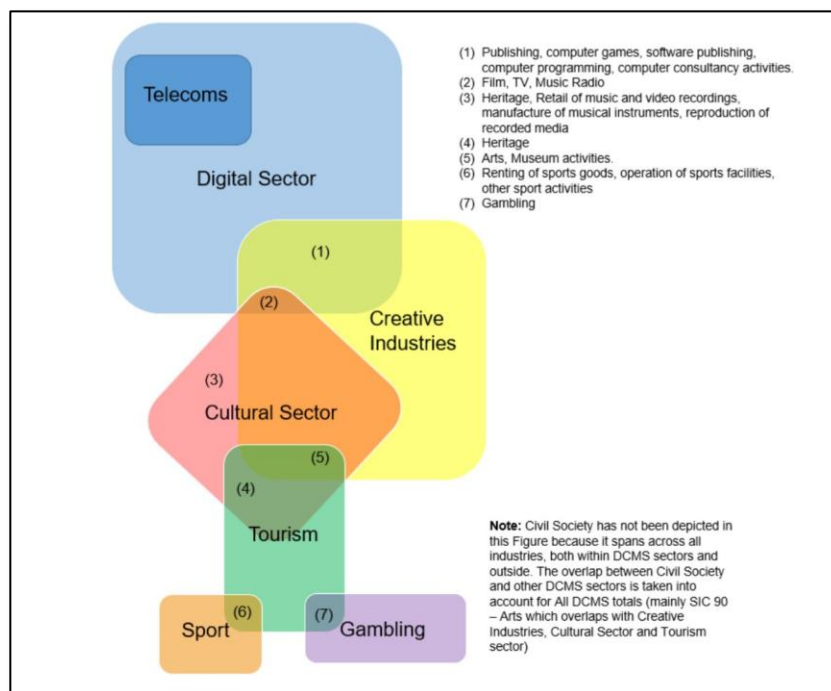 Telecoms
Digital Sector
(1)
(2)
Creative
Industries
(3)
Cultural Sector
(5)
(4)
Tourism
(6)
Sport
(7)
Gambling
(1) Publishing, computer games, software publishing,
computer programming, computer consultancy activities.
(2) Film, TV, Music Radio
(3) Heritage, Retail of music and video recordings,
manufacture of musical instruments, reproduction of
recorded media
(4) Heritage
(5) Arts, Museum activities.
(6) Renting of sports goods, operation of sports facilities,
other sport activities
(7) Gambling
Note: Civil Society has not been depicted in
this Figure because it spans across all
industries, both within DCMS sectors and
outside. The overlap between Civil Society
and other DCMS sectors is taken into
account for All DCMS totals (mainly SIC 90
– Arts which overlaps with Creative
Industries, Cultural Sector and Tourism
sector)